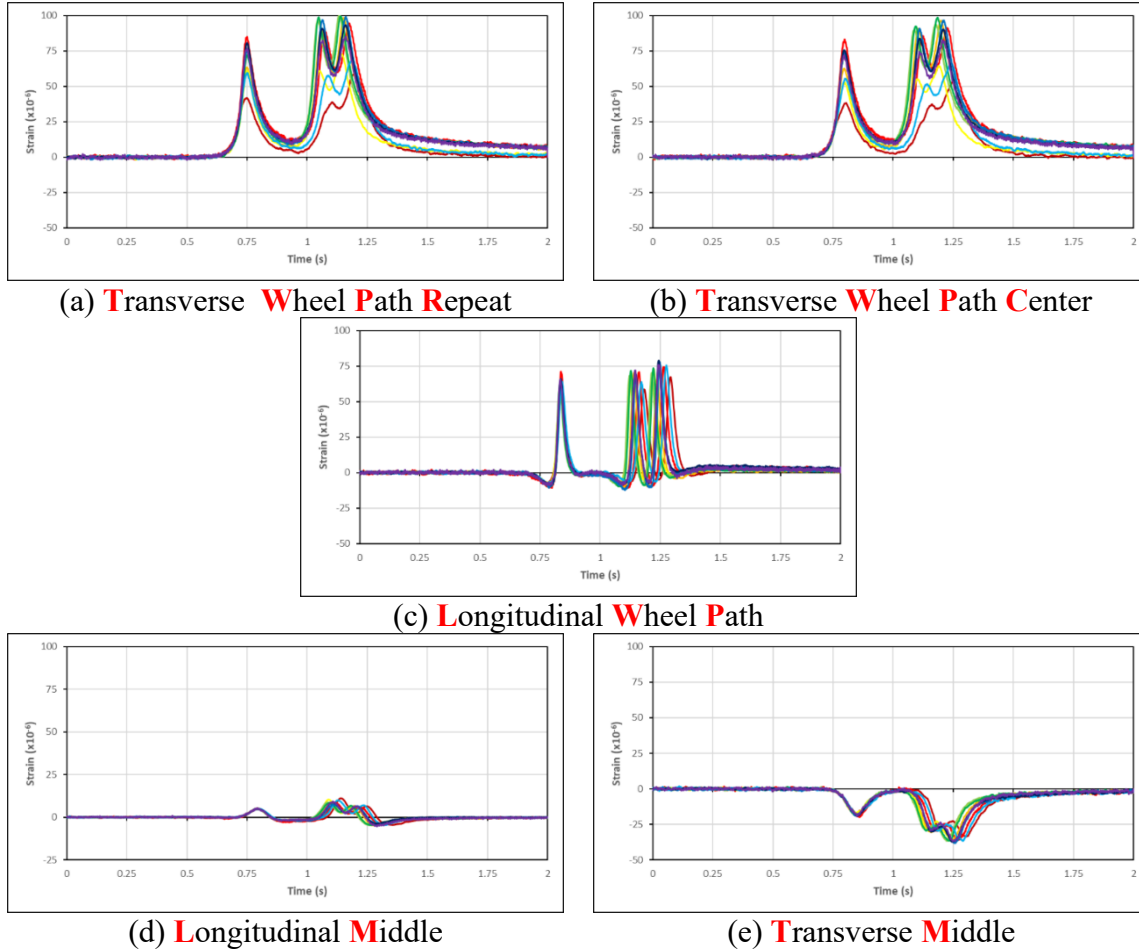 100
75
50
25
0
-25
-50
Strain (x10⁻⁶)
0 0.25 0.5 0.75 1 1.25 1.5 1.75 2
Time (s)
(a) Transverse Wheel Path Repeat
100
75
50
25
0
-25
-50
Strain (x10⁻⁶)
0 0.25 0.5 0.75 1 1.25 1.5 1.75 2
Time (s)
(b) Transverse Wheel Path Center
100
75
50
25
0
-25
-50
Strain (x10⁻⁶)
0 0.25 0.5 0.75 1 1.25 1.5 1.75 2
Time (s)
(c) Longitudinal Wheel Path
100
75
50
25
0
-25
Strain (x10⁻⁶)
0 0.25 0.5 0.75 1 1.25 1.5 1.75 2
Time (s)
(d) Longitudinal Middle
100
75
50
25
0
-25
-50
Strain (x10⁻⁶)
0 0.25 0.5 0.75 1 1.25 1.5 1.75 2
Time (s)
(e) Transverse Middle